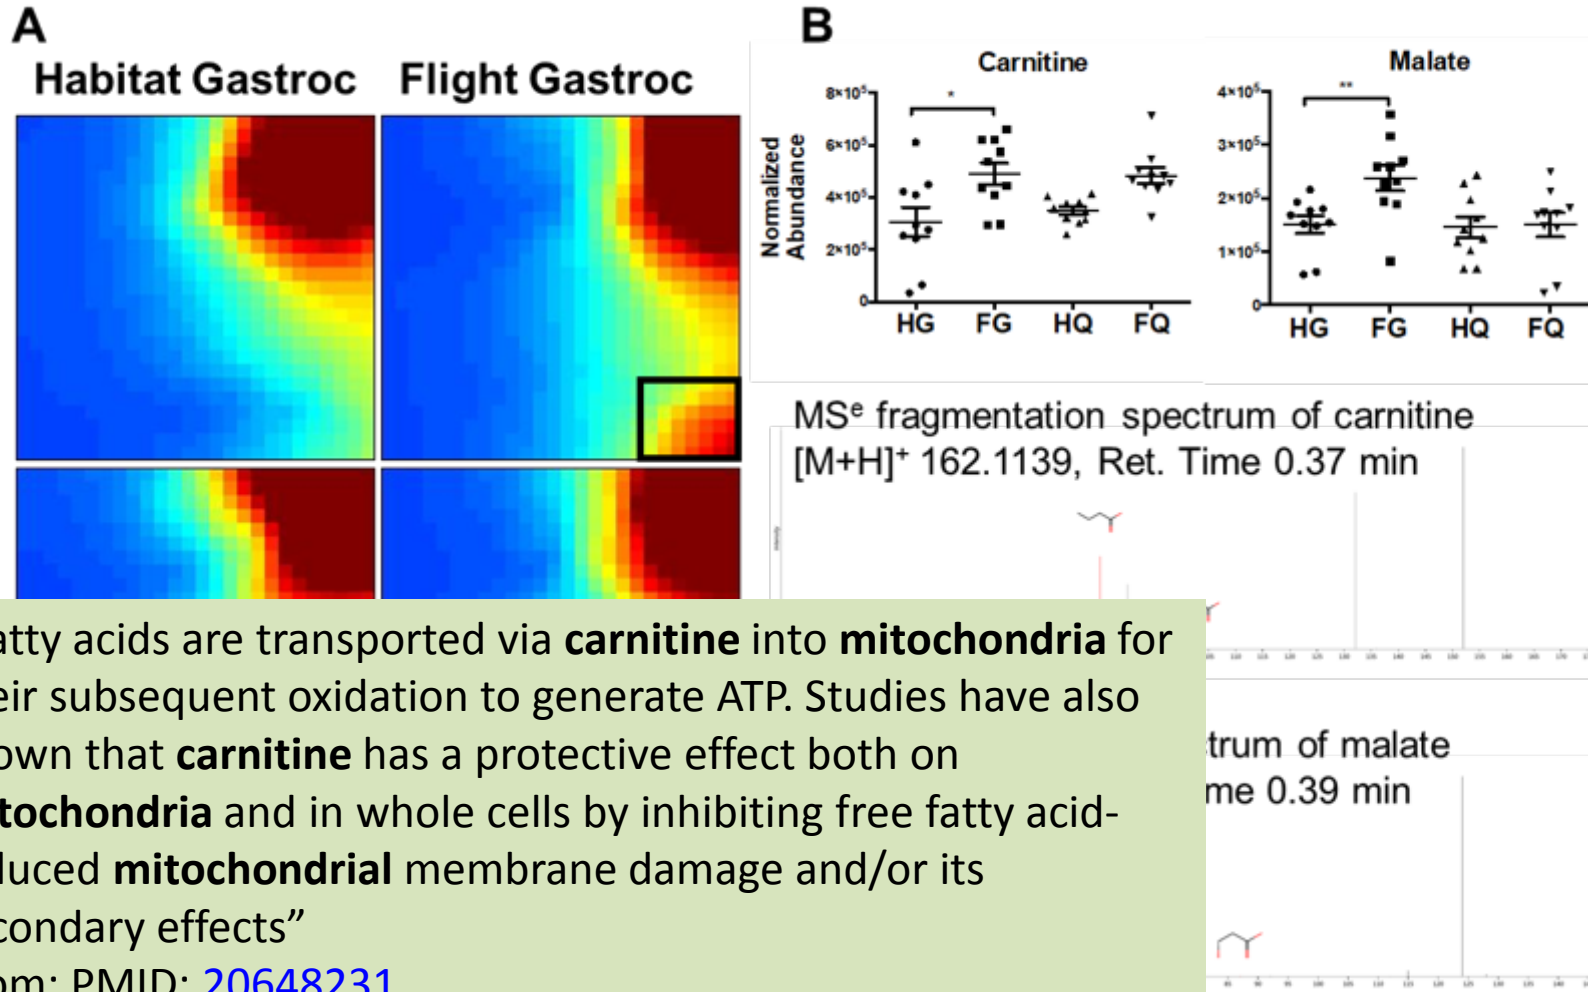 A
Habitat Gastroc Flight Gastroc
B
Carnitine
Normalized
Abundance
8×10⁵
6×10⁵
4×10⁵
2×10⁵
0
*
HG FG HQ FQ
Malate
4×10⁵
3×10⁵
2×10⁵
1×10⁵
0
**
HG FG HQ FQ
MSᵉ fragmentation spectrum of carnitine
[M+H]⁺ 162.1139, Ret. Time 0.37 min
Intensity
trum of malate
me 0.39 min
atty acids are transported via carnitine into mitochondria for
eir subsequent oxidation to generate ATP. Studies have also
own that carnitine has a protective effect both on
tochondria and in whole cells by inhibiting free fatty acid-
duced mitochondrial membrane damage and/or its
condary effects”
om: PMID: 20648231